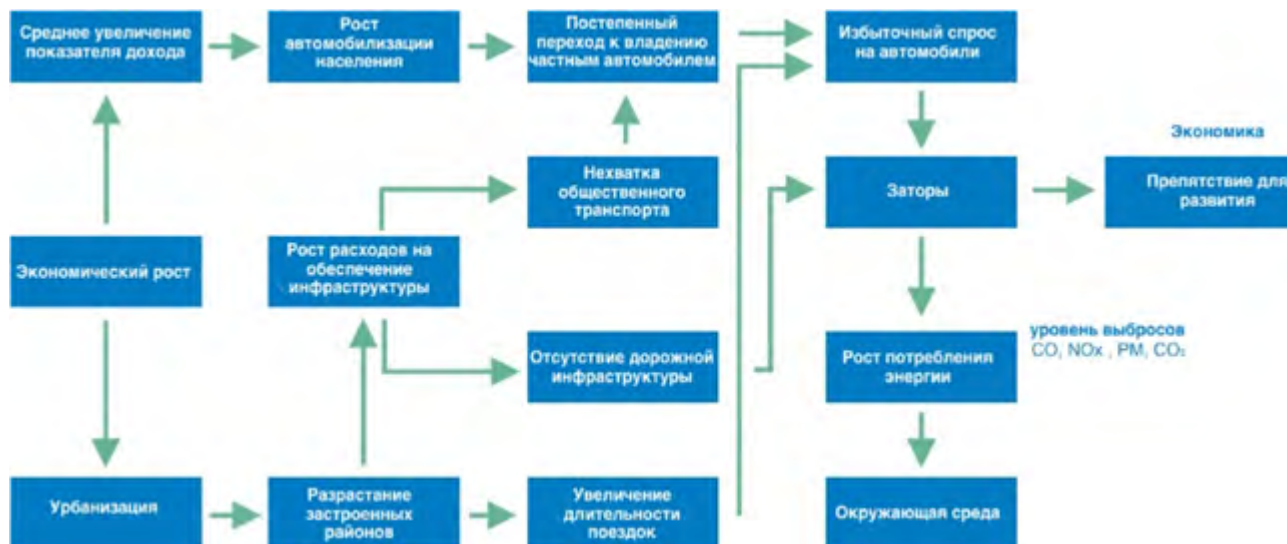 Среднее увеличение
показателя дохода
Рост
автомобилизации
населения
Постепенный
переход к владению
частным автомобилем
Избыточный спрос
на автомобили
Нехватка
общественного
транспорта
Заторы
Экономика
Препятствие для
развития
Экономический рост
Рост расходов на
обеспечение
инфраструктуры
Отсутствие дорожной
инфраструктуры
Рост потребления
энергии
уровень выбросов
CO, NOx , PM, CO₂
Урбанизация
Разрастание
застроенных
районов
Увеличение
длительности
поездок
Окружающая среда